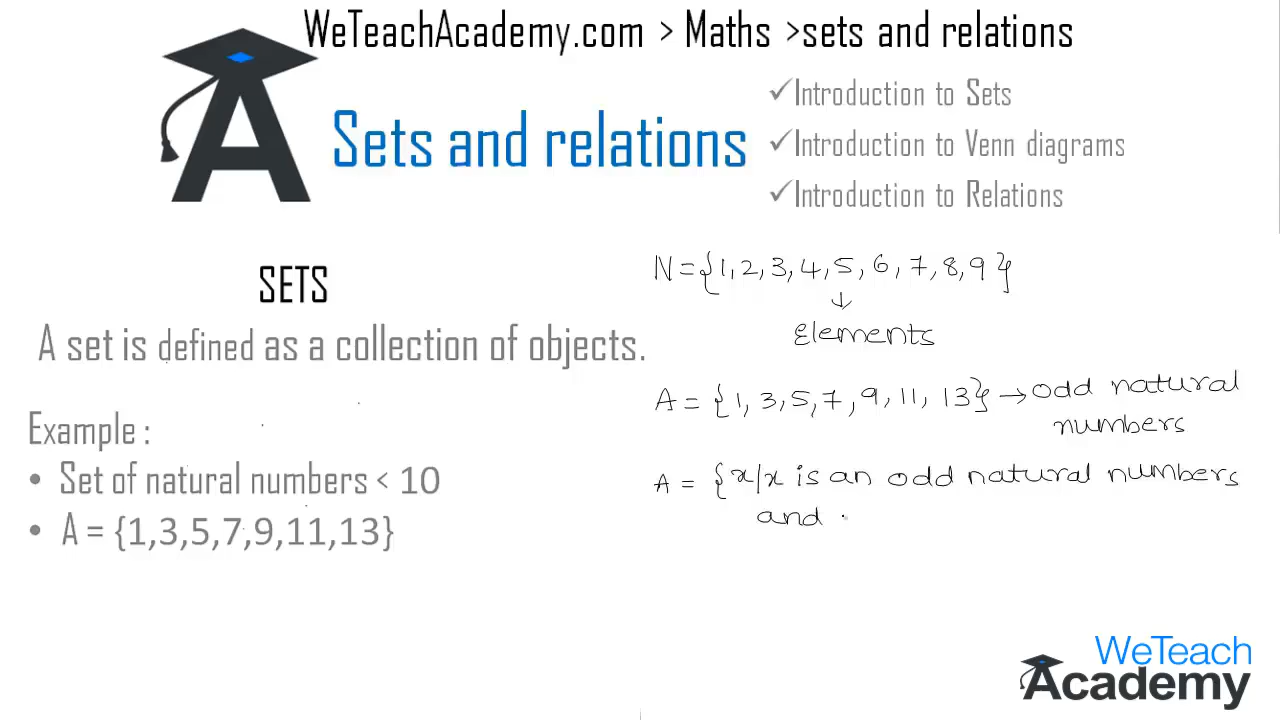 WeTeachAcademy.com > Maths >sets and relations
Sets and relations
✓Introduction to Sets
✓Introduction to Venn diagrams
✓Introduction to Relations
SETS
A set is defined as a collection of objects.
Example :
• Set of natural numbers < 10
• A = {1,3,5,7,9,11,13}
N = {1,2,3,4,5,6,7,8,9}
↓
Elements
A = {1,3,5,7,9,11,13} → odd natural
numbers
A = {x/x is an odd natural numbers
and
WeTeach
Academy